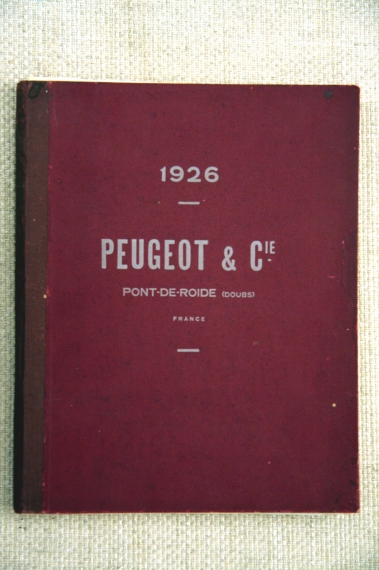 1926
PEUGEOT & CIE
PONT-DE-ROIDE (DOUBS)
FRANCE